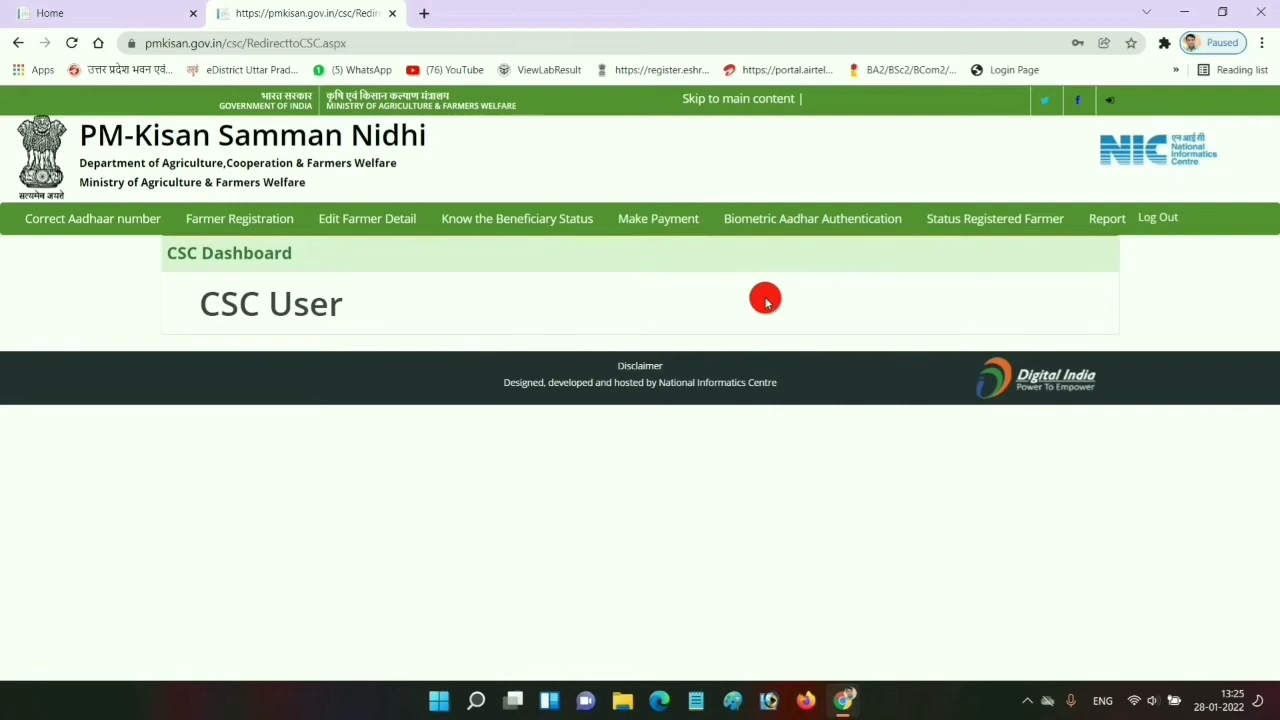 Home
https://pmkisan.gov.in/csc/Redir
pmkisan.gov.in/csc/RedirecttoCSC.aspx
Paused
Apps
उत्तर प्रदेश भवन एवं...
eDistrict Uttar Prad...
(5) WhatsApp
(76) YouTube
ViewLabResult
https://register.eshr...
https://portal.airtel...
BA2/BSc2/BCom2/...
Login Page
»
Reading list
भारत सरकार
GOVERNMENT OF INDIA
कृषि एवं किसान कल्याण मंत्रालय
MINISTRY OF AGRICULTURE & FARMERS WELFARE
Skip to main content |
सत्यमेव जयते
PM-Kisan Samman Nidhi
Department of Agriculture,Cooperation & Farmers Welfare
Ministry of Agriculture & Farmers Welfare
NIC
एन आई सी
National
Informatics
Centre
Correct Aadhaar number
Farmer Registration
Edit Farmer Detail
Know the Beneficiary Status
Make Payment
Biometric Aadhar Authentication
Status Registered Farmer
Report
Log Out
CSC Dashboard
CSC User
Disclaimer
Designed, developed and hosted by National Informatics Centre
Digital India
Power To Empower
ENG
13:25
28-01-2022